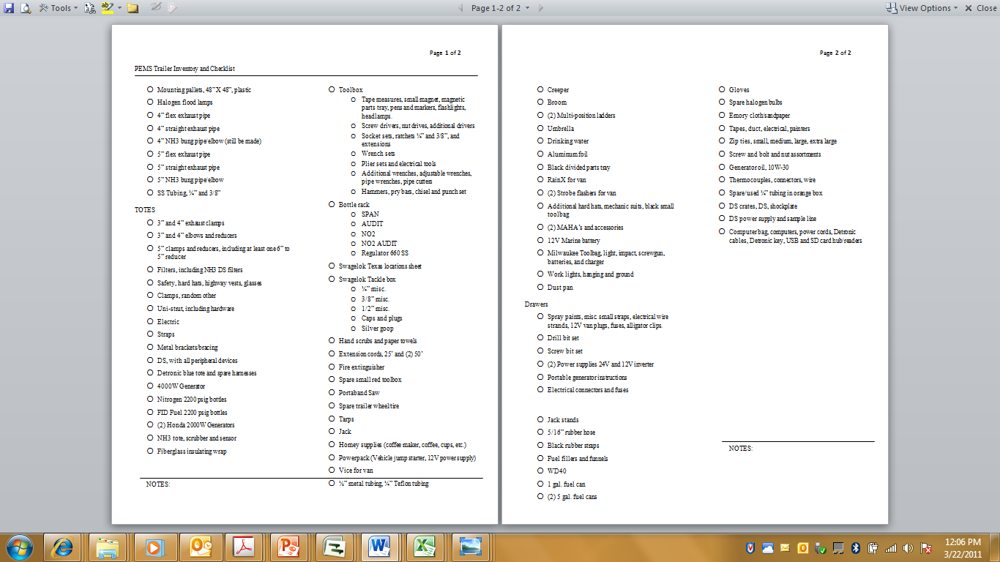 Tools
Page 1-2 of 2
View Options
Close
Page 1 of 2
PEMS Trailer Inventory and Checklist
Mounting pallets, 48” X 48”, plastic
Halogen flood lamps
4” flex exhaust pipe
4” straight exhaust pipe
4” NH3 bung pipe/elbow (still be made)
5” flex exhaust pipe
5” straight exhaust pipe
5” NH3 bung pipe/elbow
SS Tubing, ¼” and 3/8”
TOTES
3” and 4” exhaust clamps
3” and 4” elbows and reducers
5” clamps and reducers, including at least one 6” to
5” reducer
Filters, including NH3 DS filters
Safety, hard hats, highway vests, glasses
Clamps, random other
Uni-strut, including hardware
Electric
Straps
Metal brackets/bracing
DS, with all peripheral devices
Detronic blue tote and spare harnesses
4000W Generator
Nitrogen 2200 psig bottles
FID Fuel 2200 psig bottles
(2) Honda 2000W Generators
NH3 tote, scrubber and sensor
Fiberglass insulating wrap
NOTES:
Toolbox
Tape measures, small magnet, magnetic
parts tray, pens and markers, flashlights,
headlamps.
Screw drivers, nut drives, additional drivers
Socket sets, ratchets ¼” and 3/8”, and
extensions
Wrench sets
Plier sets and electrical tools
Additional wrenches, adjustable wrenches,
pipe wrenches, pipe cutters
Hammers, pry bars, chisel and punch set
Bottle rack
SPAN
AUDIT
NO2
NO2 AUDIT
Regulator 660 SS
Swagelok Texas locations sheet
Swagelok Tackle box
¼” misc.
3/8” misc.
1/2” misc.
Caps and plugs
Silver goop
Hand scrubs and paper towels
Extension cords, 25’ and (2) 50’
Fire extinguisher
Spare small red toolbox
Portaband Saw
Spare trailer wheel/tire
Tarps
Jack
Homey supplies (coffee maker, coffee, cups, etc.)
Powerpack (Vehicle jump starter, 12V power supply)
Vice for van
½” metal tubing, ¼” Teflon tubing
Page 2 of 2
Creeper
Broom
(2) Multi-position ladders
Umbrella
Drinking water
Aluminum foil
Black divided parts tray
RainX for van
(2) Strobe flashers for van
Additional hard hats, mechanic suits, black small
toolbag
(2) MAHA’s and accessories
12V Marine battery
Milwaukee Toolbag, light, impact, screwgun,
batteries, and charger
Work lights, hanging and ground
Dust pan
Drawers
Spray paints, misc. small straps, electrical wire
strands, 12V van plugs, fuses, alligator clips.
Drill bit set
Screw bit set
(2) Power supplies 24V and 12V inverter
Portable generator instructions
Electrical connectors and fuses
Jack stands
5/16” rubber hose
Black rubber straps
Fuel fillers and funnels
WD40
1 gal. fuel can
(2) 5 gal. fuel cans
Gloves
Spare halogen bulbs
Emory cloth/sandpaper
Tapes, duct, electrical, painters
Zip ties, small, medium, large, extra large
Screw and bolt and nut assortments
Generator oil, 10W-30
Thermocouples, connectors, wire
Spare/used ¼” tubing in orange box
DS crates, DS, shockplate
DS power supply and sample line
Computer bag, computers, power cords, Detronic
cables, Detronic key, USB and SD card hub/readers
NOTES:
12:06 PM
3/22/2011